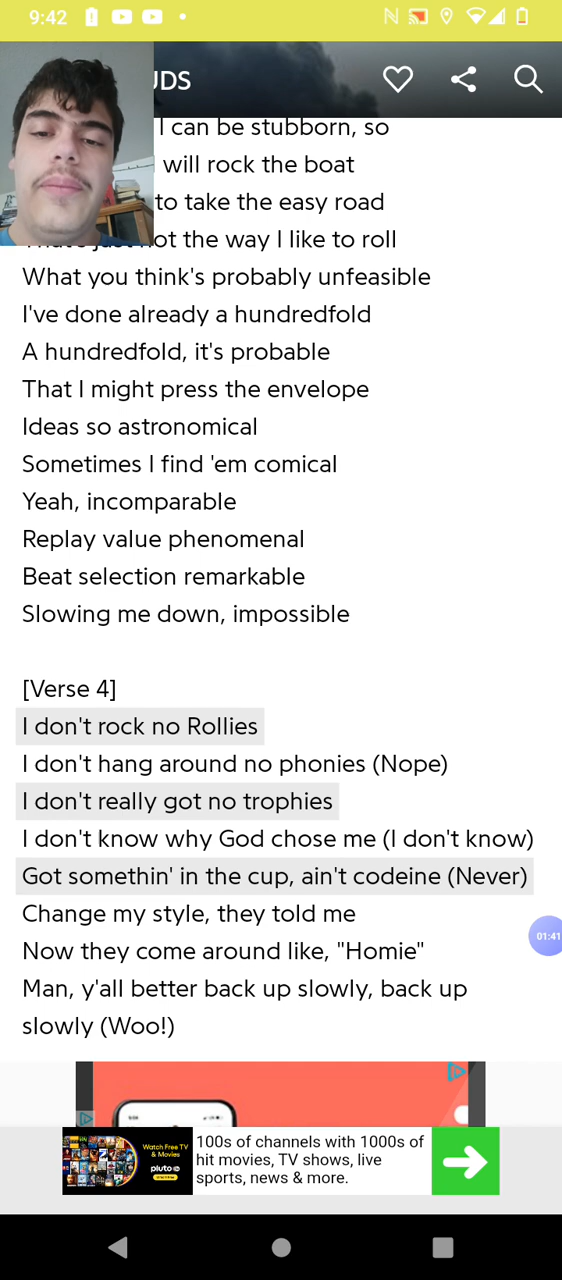 9:42
UDS
I can be stubborn, so
will rock the boat
to take the easy road
That's just not the way I like to roll
What you think's probably unfeasible
I've done already a hundredfold
A hundredfold, it's probable
That I might press the envelope
Ideas so astronomical
Sometimes I find 'em comical
Yeah, incomparable
Replay value phenomenal
Beat selection remarkable
Slowing me down, impossible
[Verse 4]
I don't rock no Rollies
I don't hang around no phonies (Nope)
I don't really got no trophies
I don't know why God chose me (I don't know)
Got somethin' in the cup, ain't codeine (Never)
01:41
Change my style, they told me
Now they come around like, "Homie"
Man, y'all better back up slowly, back up
slowly (Woo!)
Watch Free TV
& Movies
pluto tv
100s of channels with 1000s of
hit movies, TV shows, live
sports, news & more.